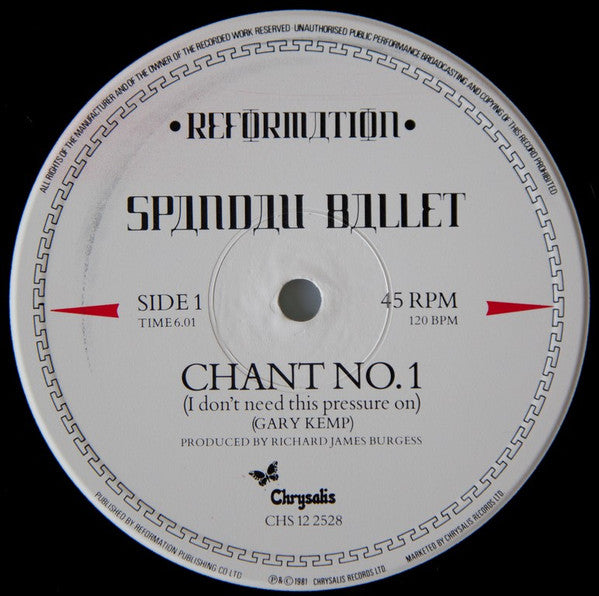 ALL RIGHTS OF THE MANUFACTURER AND OF THE OWNER OF THE RECORDED WORK RESERVED · UNAUTHORISED PUBLIC PERFORMANCE BROADCASTING AND COPYING OF THIS RECORD PROHIBITED
•REFORMATION•
SPANDAU BALLET
SIDE 1
TIME 6.01
45 RPM
120 BPM
CHANT NO. 1
(I don't need this pressure on)
(GARY KEMP)
PRODUCED BY RICHARD JAMES BURGESS
Chrysalis
CHS 12 2528
PUBLISHED BY REFORMATION PUBLISHING CO LTD
℗&©1981 CHRYSALIS RECORDS LTD.
MARKETED BY CHRYSALIS RECORDS LTD